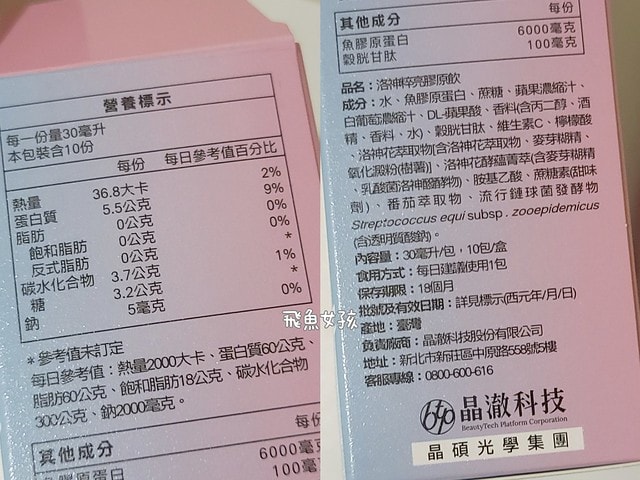 營養標示
每一份量30毫升
本包裝含10份
每份 每日參考值百分比
熱量 36.8大卡 2%
蛋白質 5.5公克 9%
脂肪 0公克 0%
飽和脂肪 0公克 0%
反式脂肪 0公克 *
碳水化合物 3.7公克 1%
糖 3.2公克 *
鈉 5毫克 0%
*參考值未訂定
每日參考值：熱量2000大卡、蛋白質60公克、
脂肪60公克、飽和脂肪18公克、碳水化合物
300公克、鈉2000毫克。
其他成分 每份
魚膠原蛋白 6000毫克
100毫
其他成分
魚膠原蛋白 6000毫克
穀胱甘肽 100毫克
品名：洛神粹亮膠原飲
成分：水、魚膠原蛋白、蔗糖、蘋果濃縮汁、
白葡萄濃縮汁、DL-蘋果酸、香料(含丙二醇、酒
精、香料、水)、穀胱甘肽、維生素C、檸檬酸
、洛神花萃取物[含洛神花萃取物、麥芽糊精、
氧化澱粉(樹薯)]、洛神花酵蘊菁萃(含麥芽糊精
、乳酸菌洛神醱酵物)、胺基乙酸、蔗糖素(甜味
劑)、番茄萃取物、流行鏈球菌發酵物
Streptococcus equi subsp. zooepidemicus
(含透明質酸鈉)。
內容量：30毫升/包，10包/盒
食用方式：每日建議使用1包
保存期限：18個月
批號及有效日期：詳見標示(西元年/月/日)
產地：臺灣
負責廠商：晶澈科技股份有限公司
地址：新北市新莊區中原路558號5樓
客服專線：0800-600-616
btp 晶澈科技
BeautyTech Platform Corporation
晶碩光學集團
飛魚女孩